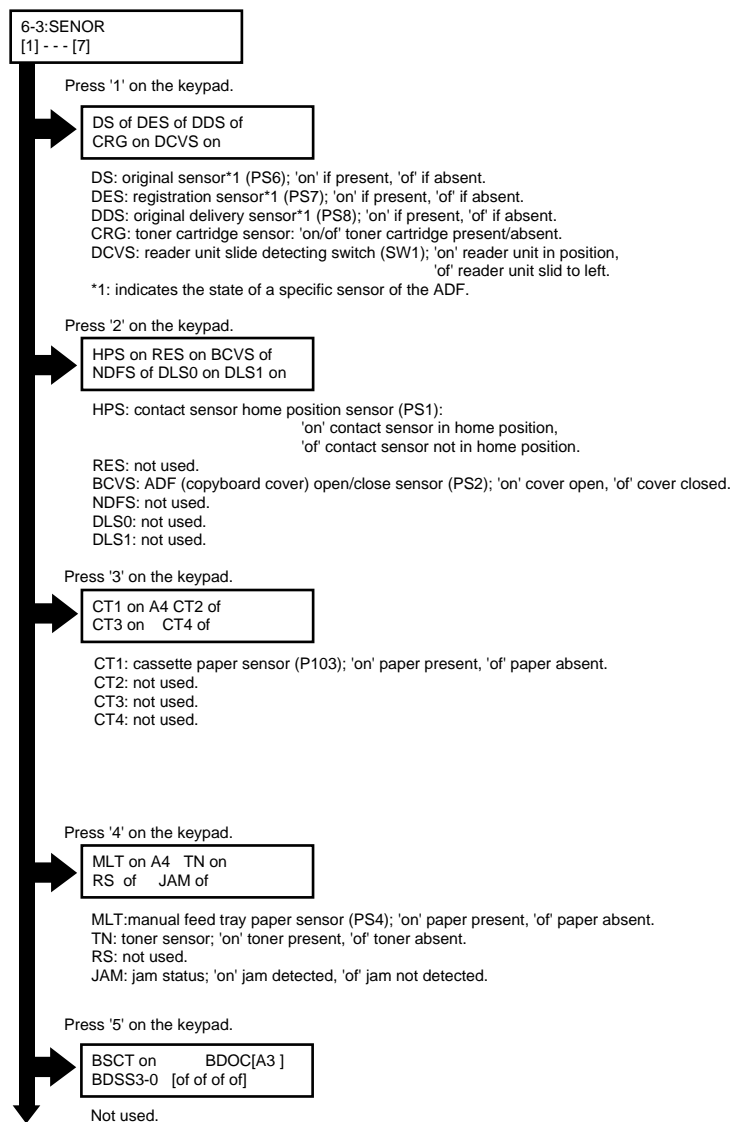 6-3:SENOR
[1] - - - [7]
Press '1' on the keypad.
DS of DES of DDS of
CRG on DCVS on
DS: original sensor*1 (PS6); 'on' if present, 'of' if absent.
DES: registration sensor*1 (PS7); 'on' if present, 'of' if absent.
DDS: original delivery sensor*1 (PS8); 'on' if present, 'of' if absent.
CRG: toner cartridge sensor: 'on/of' toner cartridge present/absent.
DCVS: reader unit slide detecting switch (SW1); 'on' reader unit in position,
'of' reader unit slid to left.
*1: indicates the state of a specific sensor of the ADF.
Press '2' on the keypad.
HPS on RES on BCVS of
NDFS of DLS0 on DLS1 on
HPS: contact sensor home position sensor (PS1):
'on' contact sensor in home position,
'of' contact sensor not in home position.
RES: not used.
BCVS: ADF (copyboard cover) open/close sensor (PS2); 'on' cover open, 'of' cover closed.
NDFS: not used.
DLS0: not used.
DLS1: not used.
Press '3' on the keypad.
CT1 on A4 CT2 of
CT3 on CT4 of
CT1: cassette paper sensor (P103); 'on' paper present, 'of' paper absent.
CT2: not used.
CT3: not used.
CT4: not used.
Press '4' on the keypad.
MLT on A4 TN on
RS of JAM of
MLT:manual feed tray paper sensor (PS4); 'on' paper present, 'of' paper absent.
TN: toner sensor; 'on' toner present, 'of' toner absent.
RS: not used.
JAM: jam status; 'on' jam detected, 'of' jam not detected.
Press '5' on the keypad.
BSCT on BDOC[A3 ]
BDSS3-0 [of of of of]
Not used.